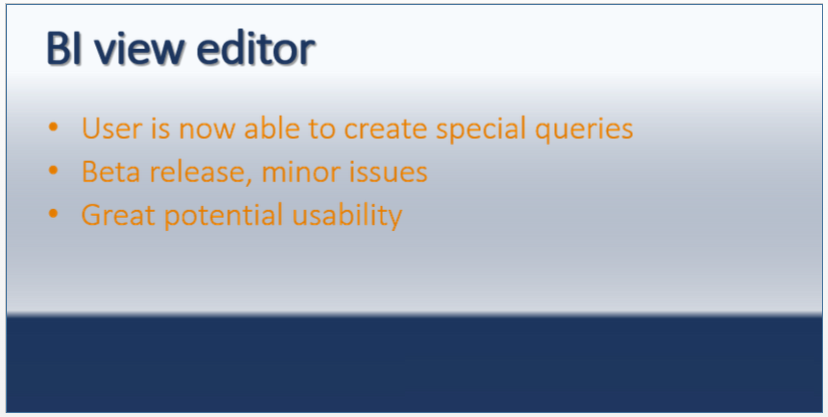 BI view editor
• User is now able to create special queries
• Beta release, minor issues
• Great potential usability